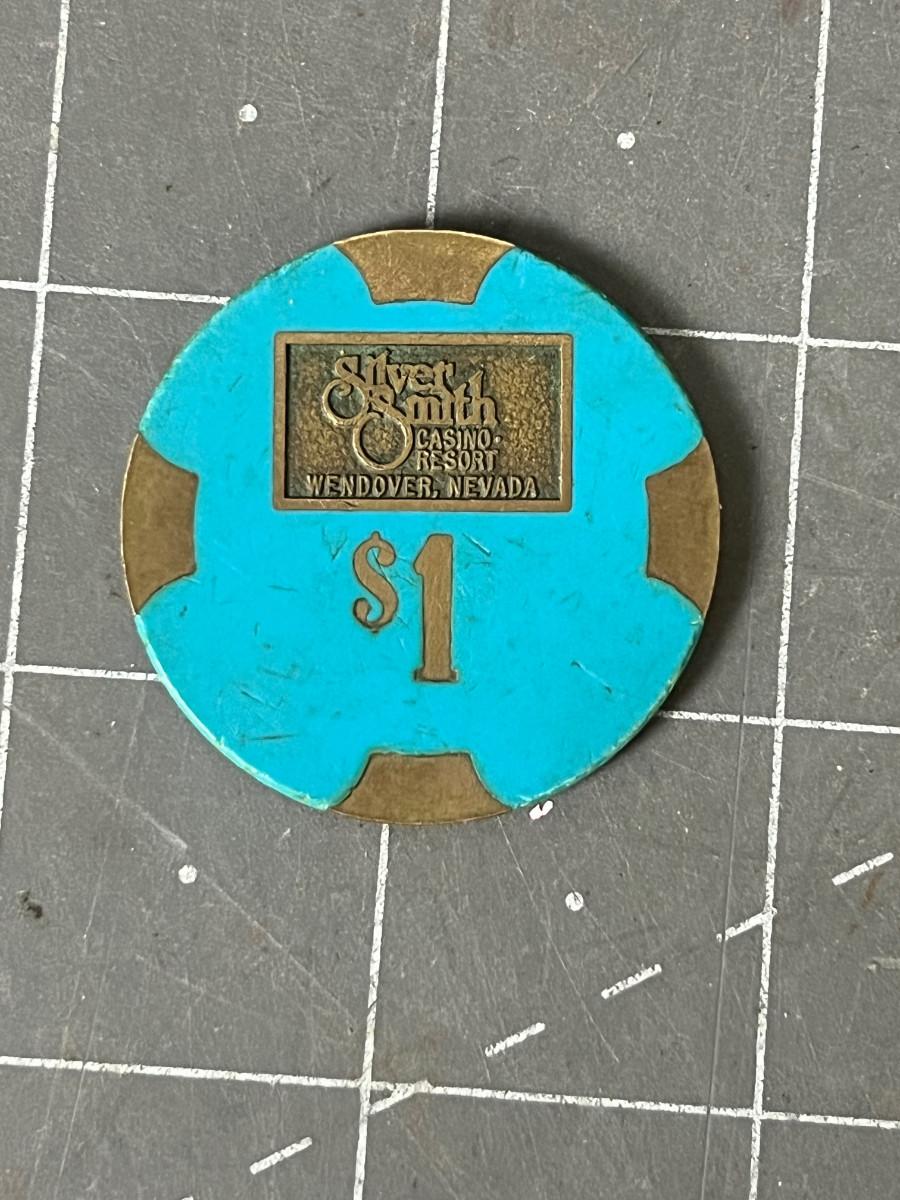 Silver
Smith
CASINO·
RESORT
WENDOVER, NEVADA
$1